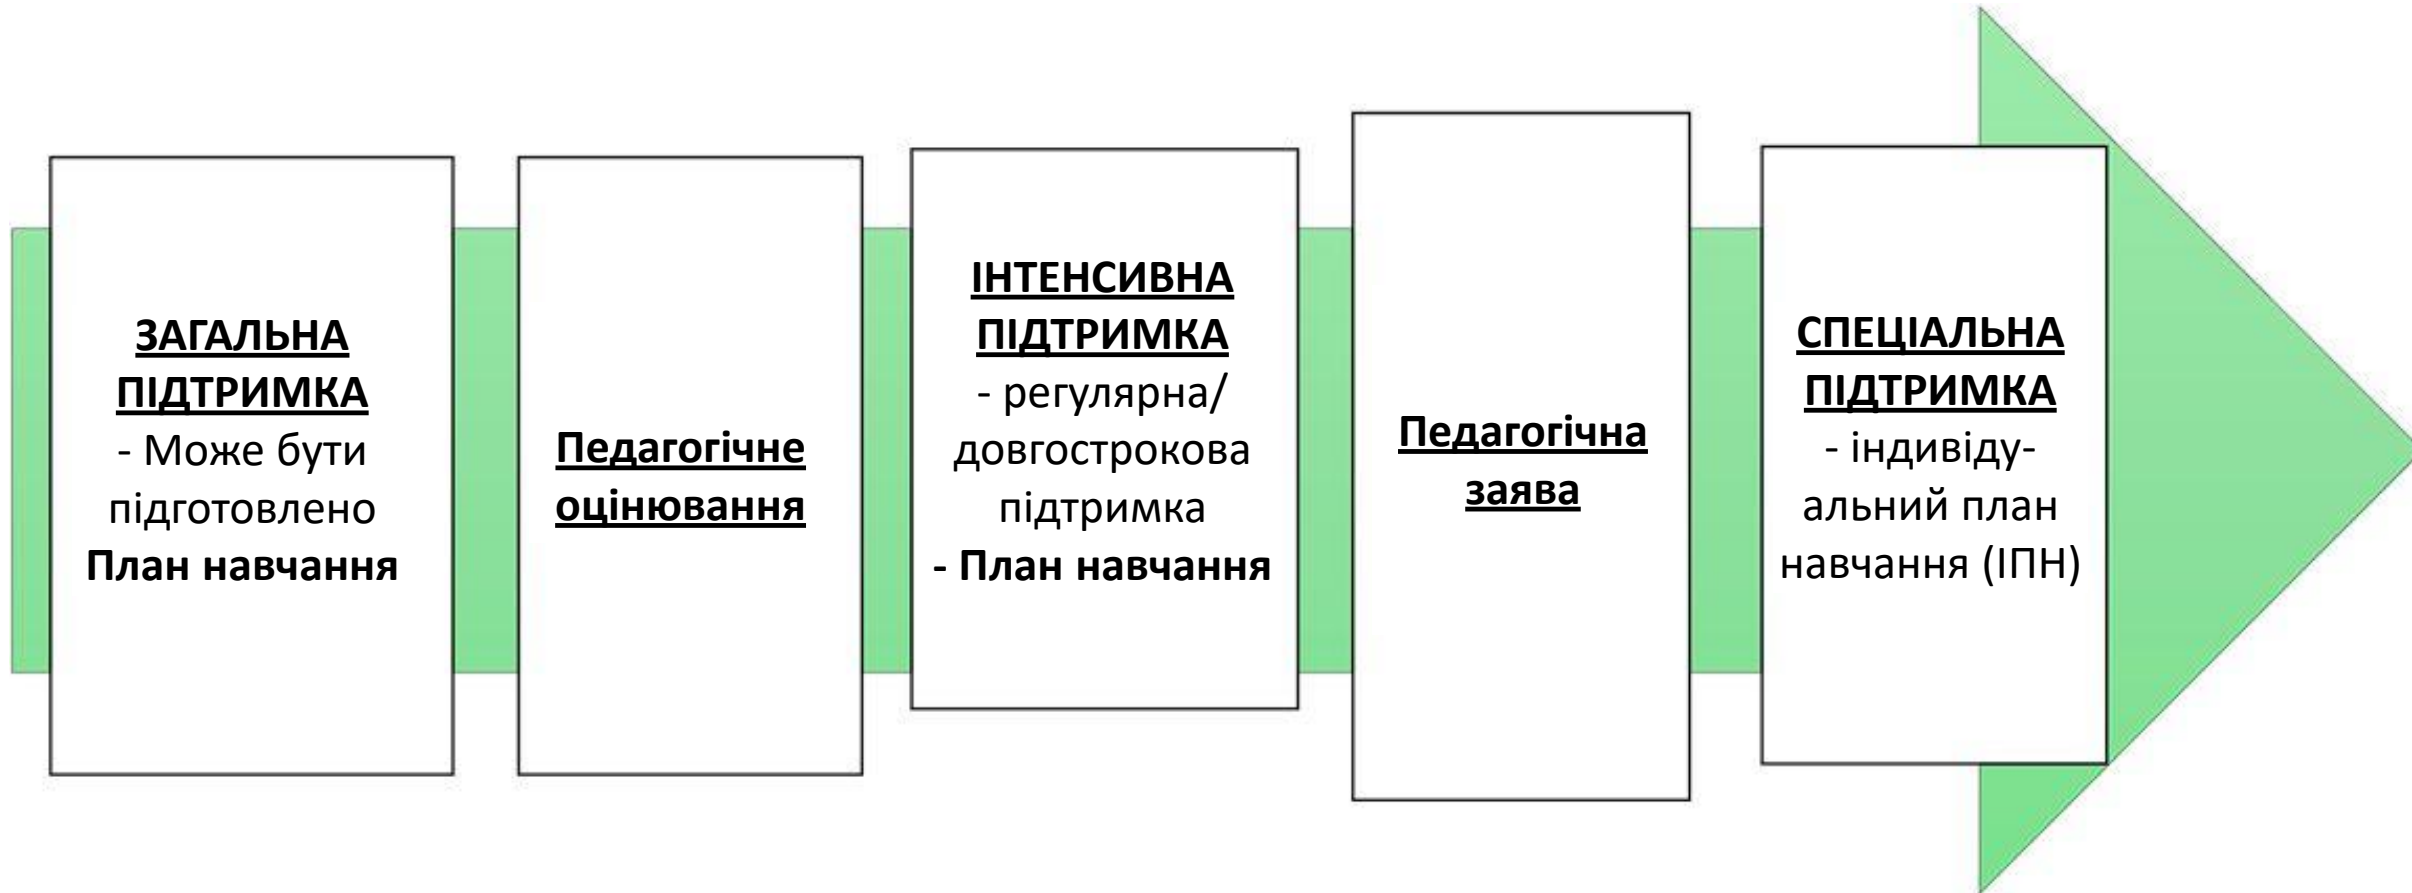 ЗАГАЛЬНА
ПІДТРИМКА
- Може бути
підготовлено
План навчання
Педагогічне
оцінювання
ІНТЕНСИВНА
ПІДТРИМКА
- регулярна/
довгострокова
підтримка
- План навчання
Педагогічна
заява
СПЕЦІАЛЬНА
ПІДТРИМКА
- індивіду-
альний план
навчання (ІПН)